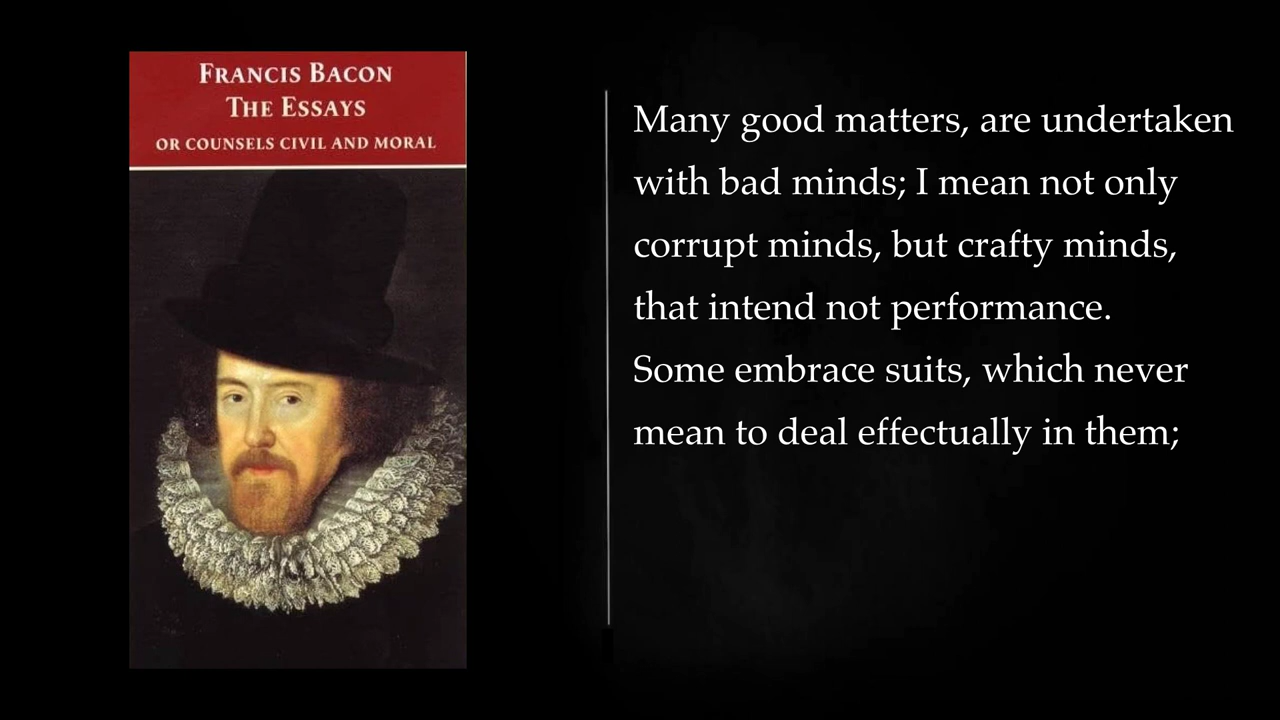 FRANCIS BACON
THE ESSAYS
OR COUNSELS CIVIL AND MORAL
Many good matters, are undertaken
with bad minds; I mean not only
corrupt minds, but crafty minds,
that intend not performance.
Some embrace suits, which never
mean to deal effectually in them;